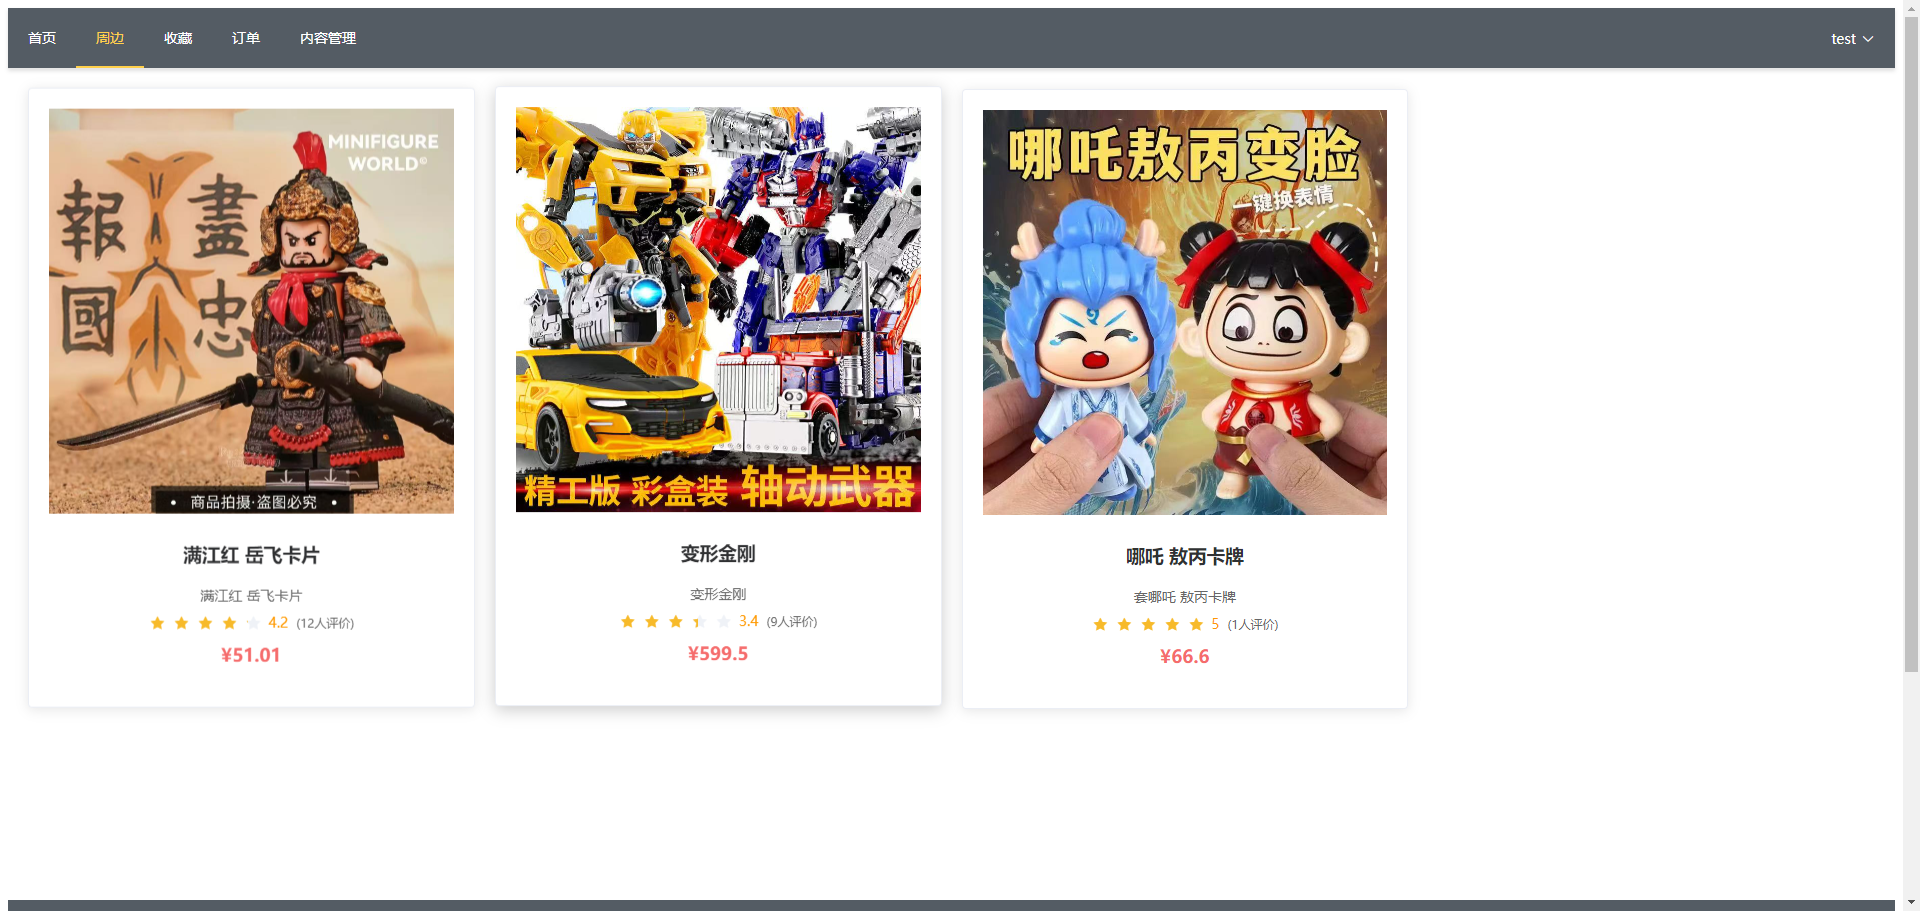 首页
周边
收藏
订单
内容管理
test
MINIFIGURE
WORLD©
報
盡
國
忠
• 商品拍摄·盗图必究 •
满江红 岳飞卡片
满江红 岳飞卡片
4.2 (12人评价)
¥51.01
精工版 彩盒装 轴动武器
变形金刚
变形金刚
3.4 (9人评价)
¥599.5
哪吒敖丙变脸
一键换表情
哪吒 敖丙卡牌
套哪吒 敖丙卡牌
5 (1人评价)
¥66.6